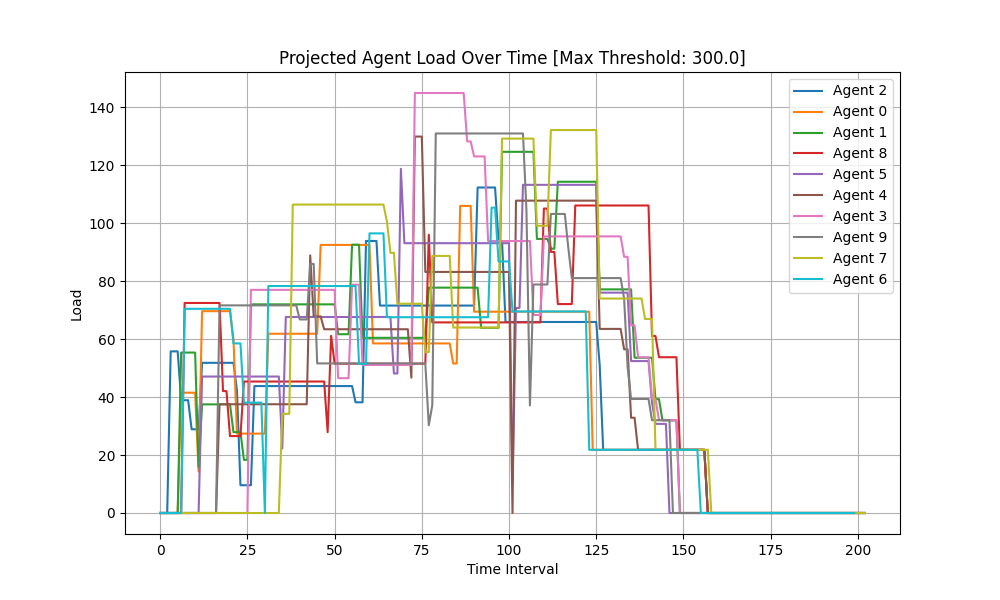 Projected Agent Load Over Time [Max Threshold: 300.0]
Load
140
120
100
80
60
40
20
0
0 25 50 75 100 125 150 175 200
Time Interval
Agent 2
Agent 0
Agent 1
Agent 8
Agent 5
Agent 4
Agent 3
Agent 9
Agent 7
Agent 6